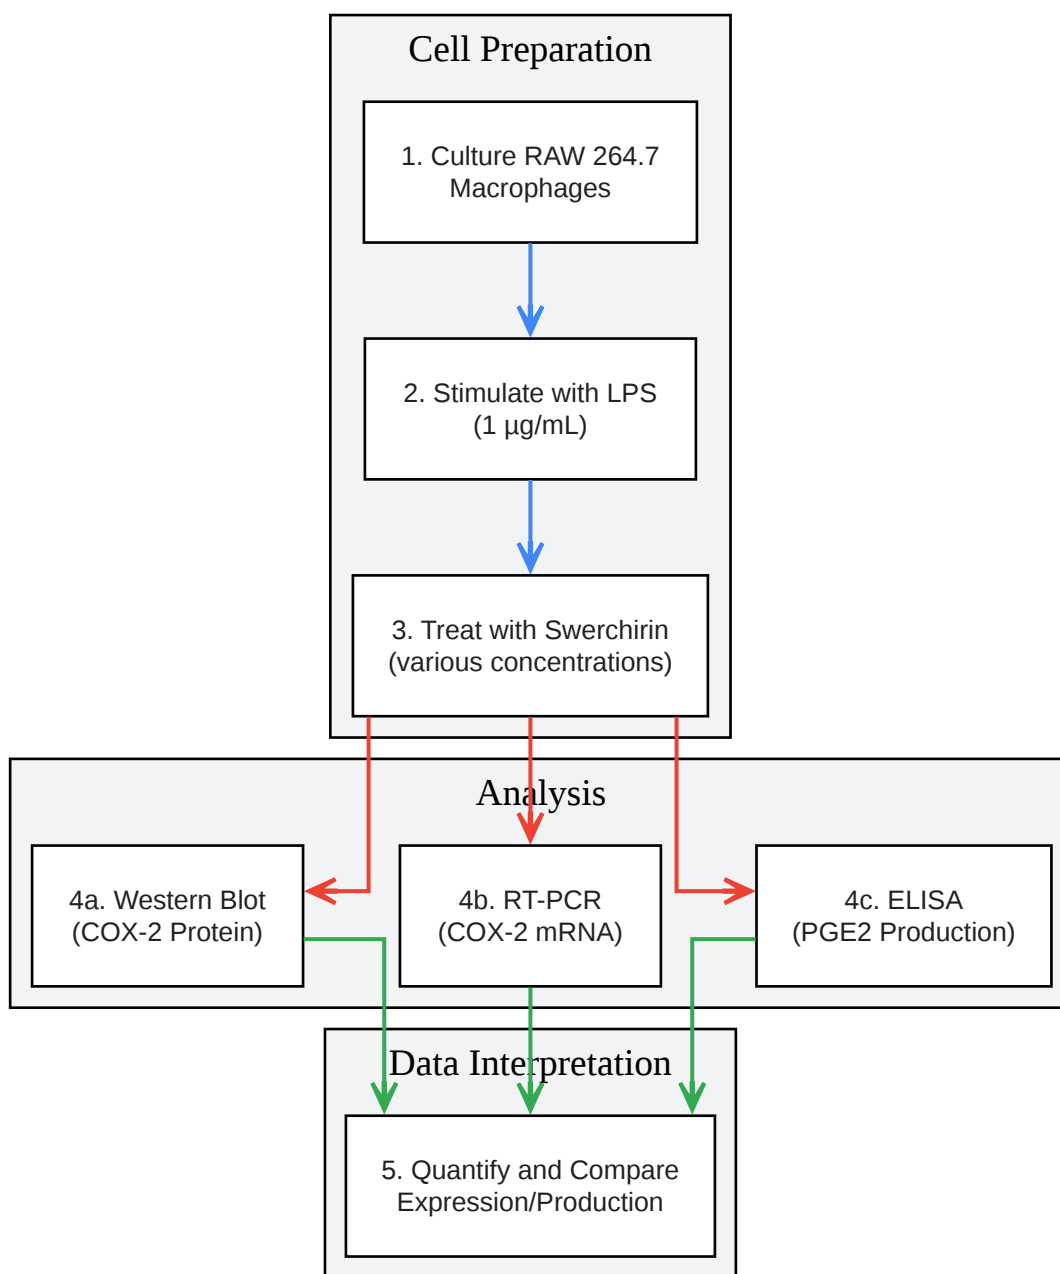 Cell Preparation
1. Culture RAW 264.7
Macrophages
2. Stimulate with LPS
(1 µg/mL)
3. Treat with Swerchirin
(various concentrations)
Analysis
4a. Western Blot
(COX-2 Protein)
4b. RT-PCR
(COX-2 mRNA)
4c. ELISA
(PGE2 Production)
Data Interpretation
5. Quantify and Compare
Expression/Production